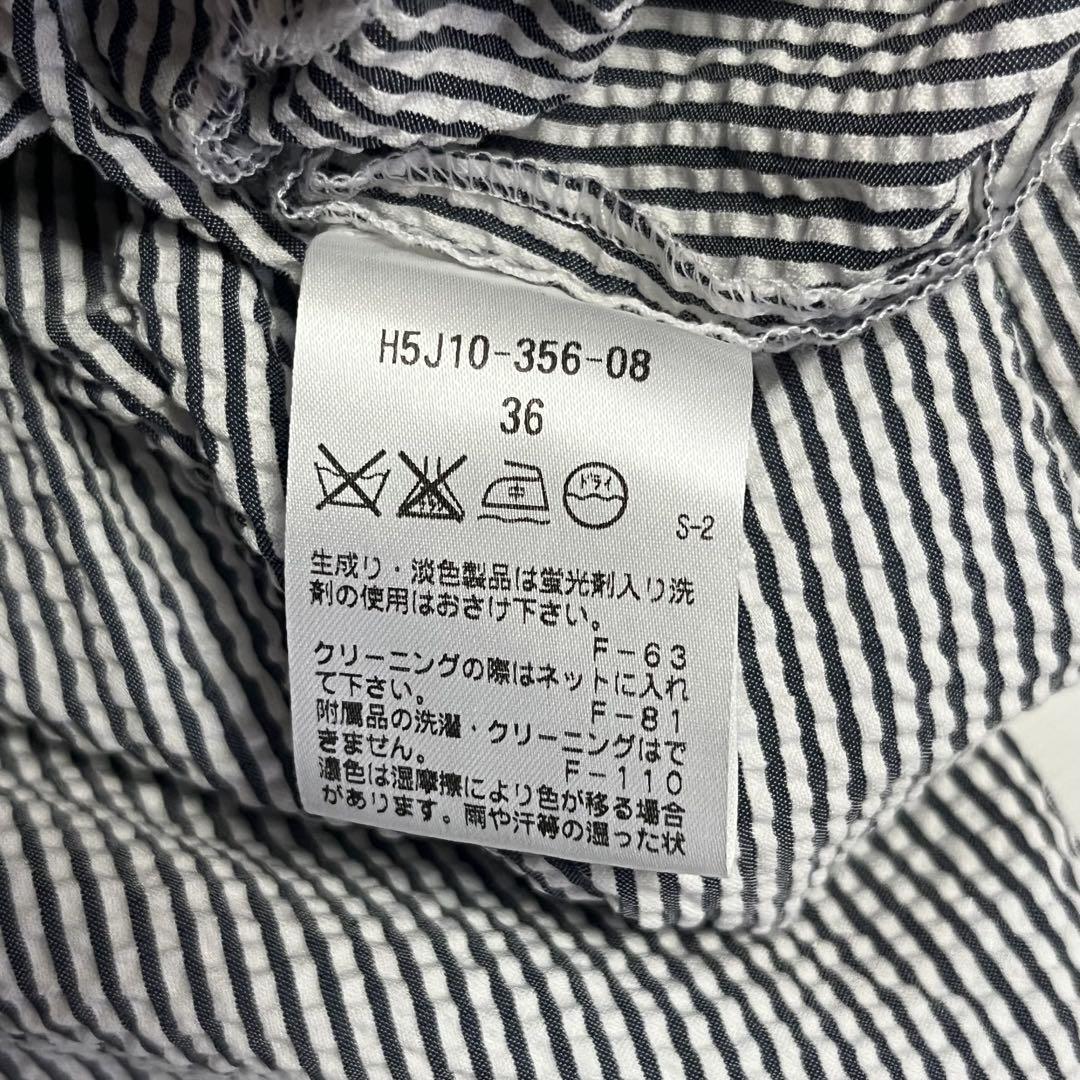 H5J10-356-08
36
中
ドライ
S-2
生成り・淡色製品は蛍光剤入り洗
剤の使用はおさけ下さい。
F-63
クリーニングの際はネットに入れ
て下さい。
F-81
附属品の洗濯・クリーニングはで
きません。
F-110
濃色は湿摩擦により色が移る場合
があります。雨や汗等の湿った状